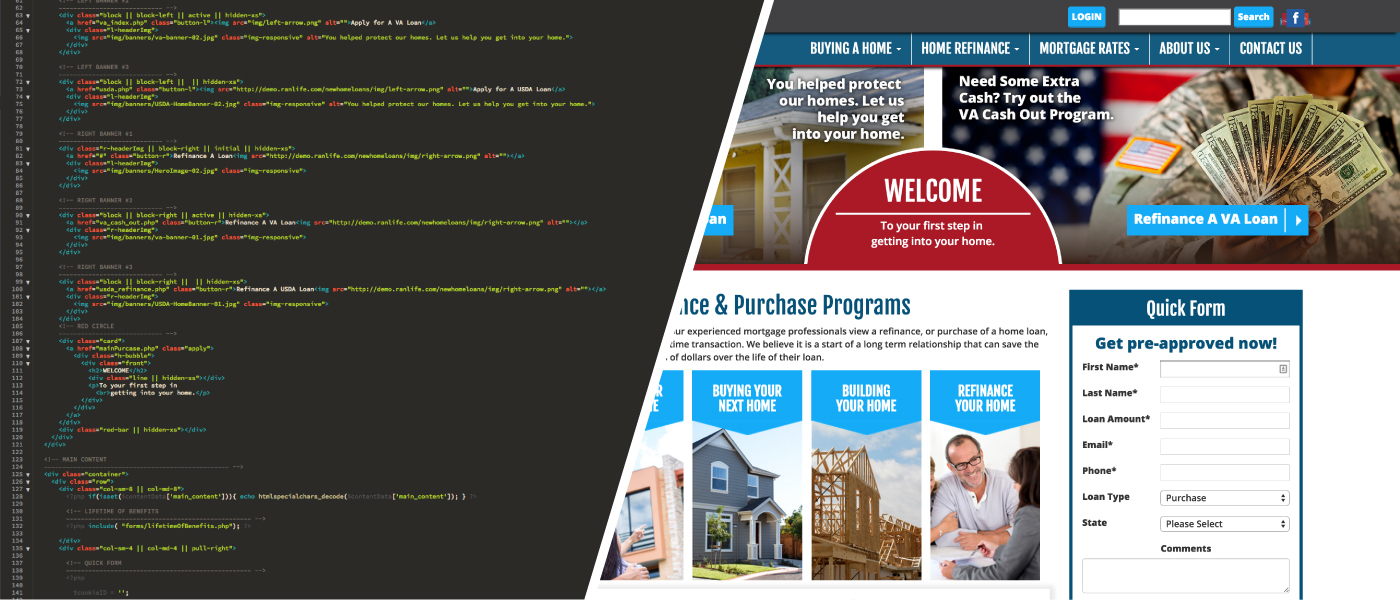 <!-- LEFT BANNER #2
62 ----------------------------- -->
63 <div class="block || block-left || active || hidden-xs">
64 <a href="va_index.php" class="button-l"><img src="img/left-arrow.png" alt="">Apply for A VA Loan</a>
65 <div class="l-headerImg">
66 <img src="img/banners/va-banner-02.jpg" class="img-responsive" alt="You helped protect our homes. Let us help you get into your home.">
67 </div>
68 </div>
69
70 <!-- LEFT BANNER #3
71 ----------------------------- -->
72 <div class="block || block-left || || hidden-xs">
73 <a href="usda.php" class="button-l"><img src="http://demo.ranlife.com/newhomeloans/img/left-arrow.png" alt="">Apply for A USDA Loan</a>
74 <div class="l-headerImg">
75 <img src="img/banners/USDA-HomeBanner-02.jpg" class="img-responsive" alt="You helped protect our homes. Let us help you get into your home.">
76 </div>
77 </div>
78
79 <!-- RIGHT BANNER #1
80 ----------------------------- -->
81 <div class="r-headerImg || block-right || initial || hidden-xs">
82 <a href="#" class="button-r">Refinance A Loan<img src="http://demo.ranlife.com/newhomeloans/img/right-arrow.png" alt=""></a>
83 <div class="l-headerImg">
84 <img src="img/banners/HeroImage-02.jpg" class="img-responsive">
85 </div>
86 </div>
87
88 <!-- RIGHT BANNER #2
89 ----------------------------- -->
90 <div class="block || block-right || active || hidden-xs">
91 <a href="va_cash_out.php" class="button-r">Refinance A VA Loan<img src="http://demo.ranlife.com/newhomeloans/img/right-arrow.png" alt=""></a>
92 <div class="r-headerImg">
93 <img src="img/banners/va-banner-01.jpg" class="img-responsive">
94 </div>
95 </div>
96
97 <!-- RIGHT BANNER #3
98 ----------------------------- -->
99 <div class="block || block-right || || hidden-xs">
100 <a href="usda_refinance.php" class="button-r">Refinance A USDA Loan<img src="http://demo.ranlife.com/newhomeloans/img/right-arrow.png" alt=""></a>
101 <div class="r-headerImg">
102 <img src="img/banners/USDA-HomeBanner-01.jpg" class="img-responsive">
103 </div>
104 </div>
105 <!-- RED CIRCLE
106 ----------------------------- -->
107 <div class="card">
108 <a href="mainPurcase.php" class="apply">
109 <div class="h-bubble">
110 <div class="front">
111 <h2>WELCOME</h2>
112 <div class="line || hidden-xs"></div>
113 <p>To your first step in
114 <br>getting into your home.</p>
115 </div>
116 </div>
117 </a>
118 </div>
119 <div class="red-bar || hidden-xs"></div>
120 </div>
121 </div>
122
123 <!-- MAIN CONTENT
124 -------------------------------------------- -->
125 <div class="container">
126 <div class="row">
127 <div class="col-sm-8 || col-md-8">
128 <?php if(isset($contentData['main_content'])){ echo htmlspecialchars_decode($contentData['main_content']); } ?>
129
130 <!-- LIFETIME OF BENEFITS
131 -------------------------------------------- -->
132 <?php include( "forms/lifetimeOfBenefits.php"); ?>
133
134 </div>
135 <div class="col-sm-4 || col-md-4 || pull-right">
136
137 <!-- QUICK FORM
138 -------------------------------------------- -->
139 <?php
140
141 $cookieID = '';
LOGIN
Search
f
BUYING A HOME
HOME REFINANCE
MORTGAGE RATES
ABOUT US
CONTACT US
You helped protect
our homes. Let us
help you get
into your home.
Need Some Extra
Cash? Try out the
VA Cash Out Program.
WELCOME
To your first step in
getting into your home.
an
Refinance A VA Loan
nce & Purchase Programs
ur experienced mortgage professionals view a refinance, or purchase of a home loan,
time transaction. We believe it is a start of a long term relationship that can save the
of dollars over the life of their loan.
R
E
BUYING YOUR
NEXT HOME
BUILDING
YOUR HOME
REFINANCE
YOUR HOME
Quick Form
Get pre-approved now!
First Name*
Last Name*
Loan Amount*
Email*
Phone*
Loan Type
Purchase
State
Please Select
Comments